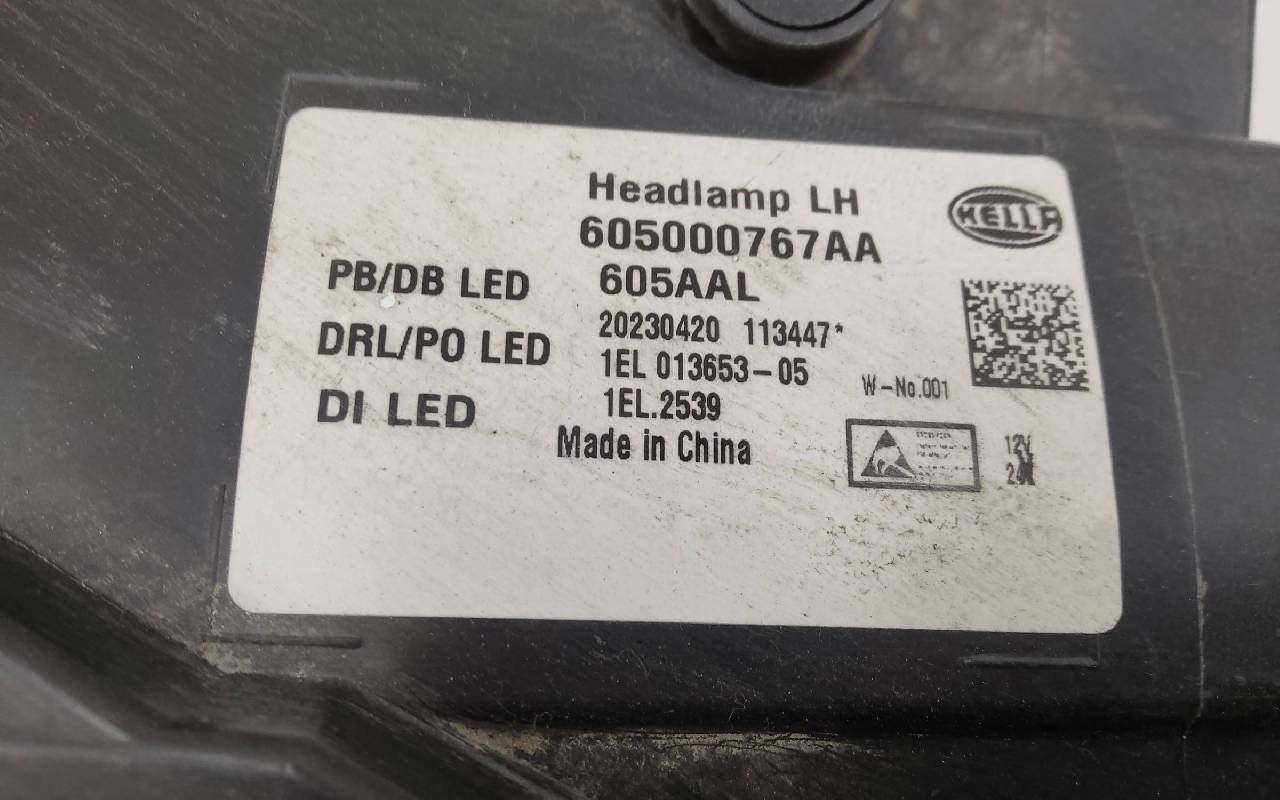 Headlamp LH
HELLA
605000767AA
PB/DB LED 605AAL
20230420 113447*
DRL/PO LED 1EL 013653-05
W-No.001
DI LED 1EL.2539
Made in China
12V